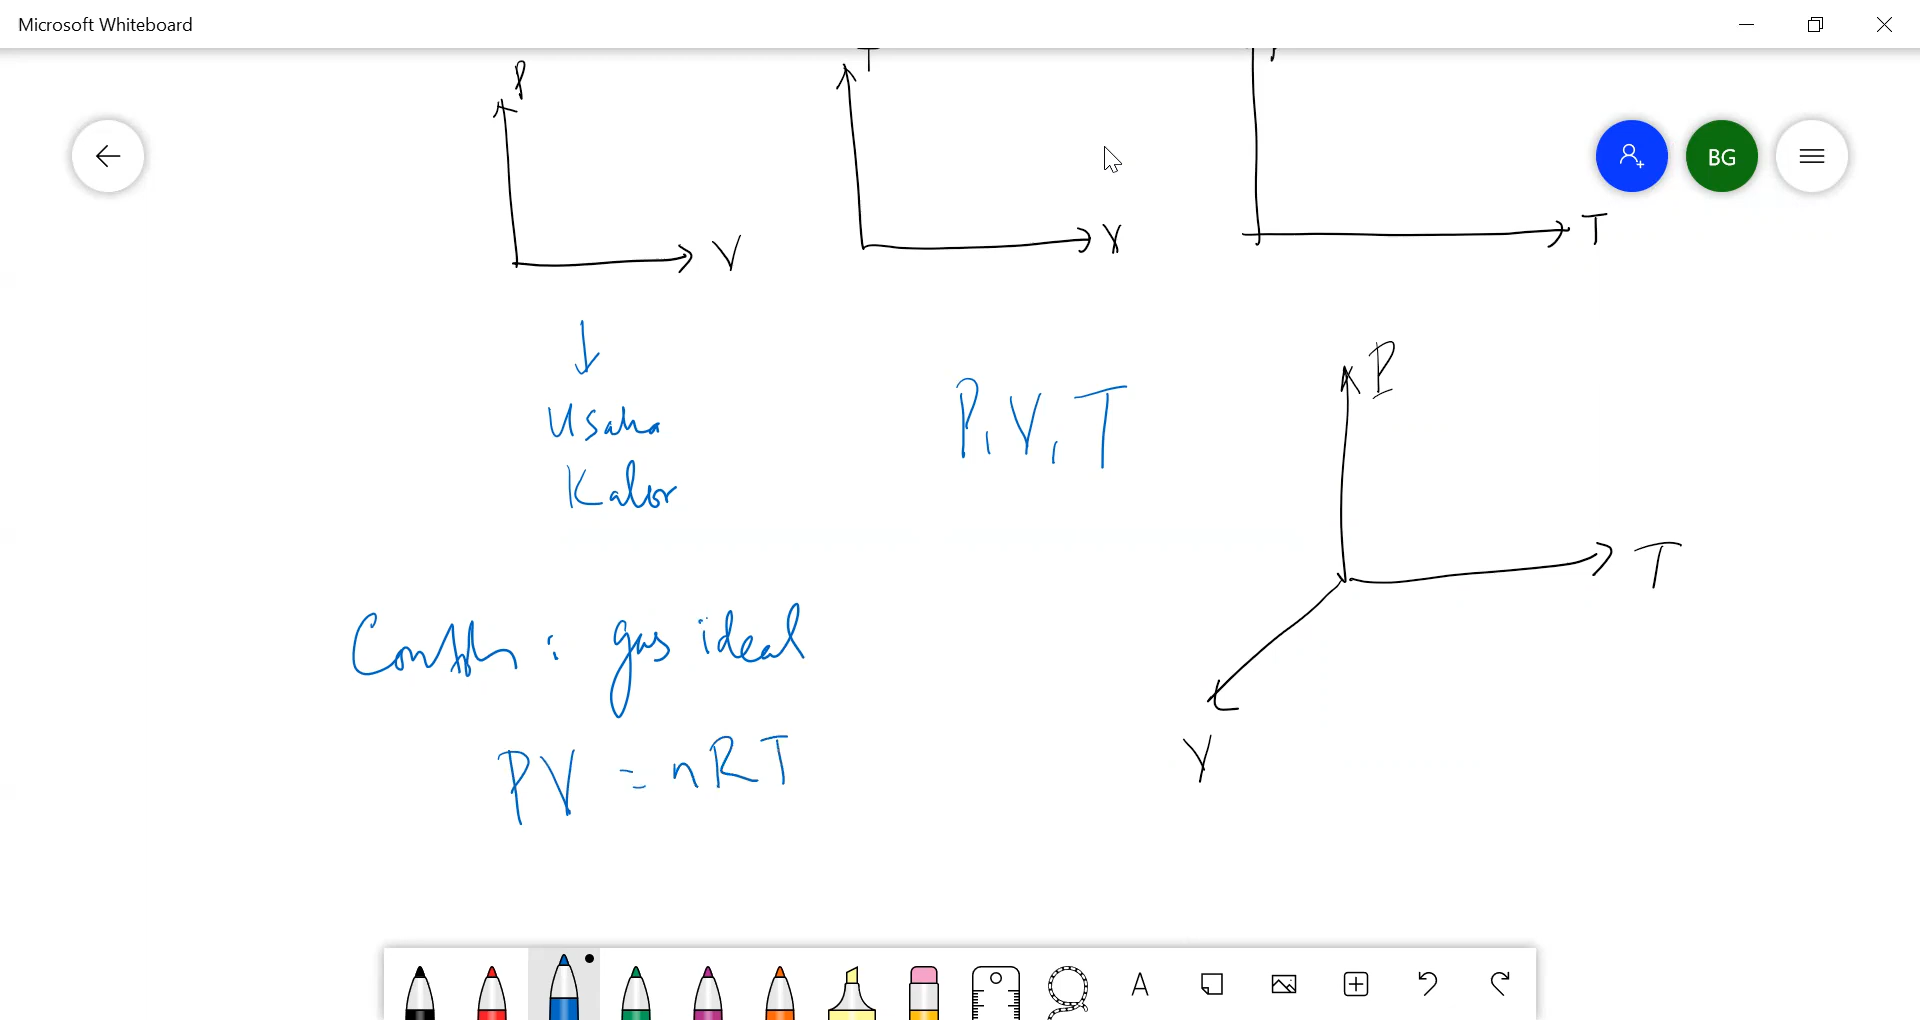 Microsoft Whiteboard
P
T
P
BG
V
V
T
P
Usaha
P, V, T
Kalor
T
Contoh : gas ideal
V
PV = nRT
A